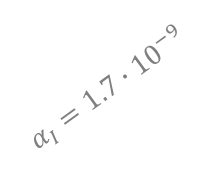 α_I = 1.7 · 10^−9